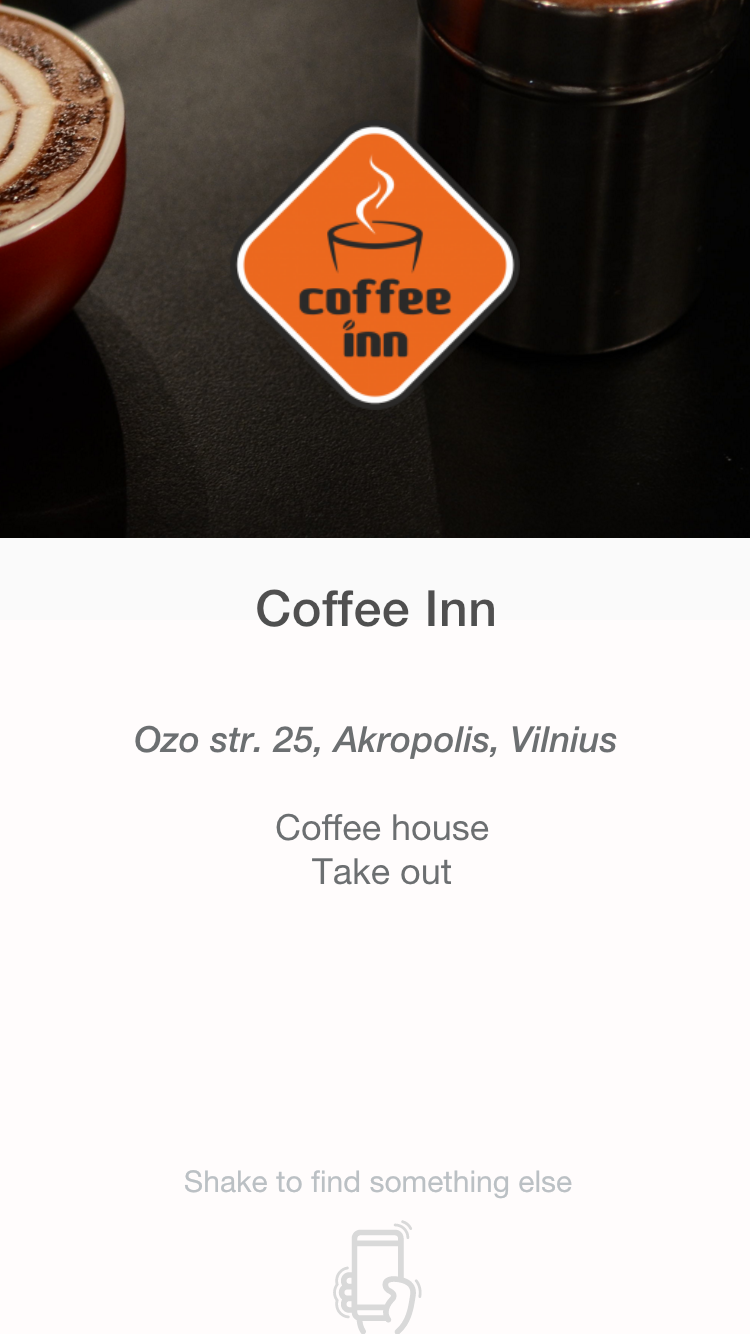 coffee
inn
Coffee Inn
Ozo str. 25, Akropolis, Vilnius
Coffee house
Take out
Shake to find something else